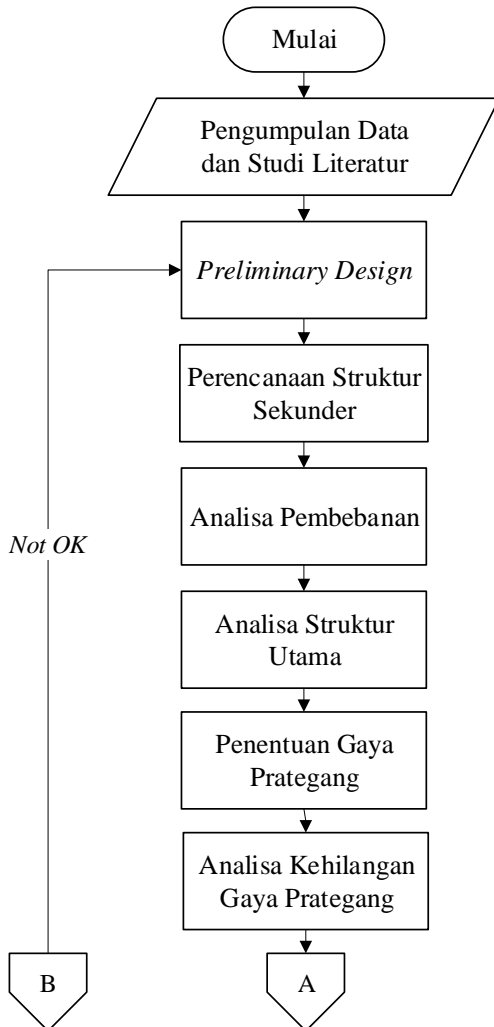 Mulai
Pengumpulan Data
dan Studi Literatur
Preliminary Design
Perencanaan Struktur
Sekunder
Analisa Pembebanan
Not OK
Analisa Struktur
Utama
Penentuan Gaya
Prategang
Analisa Kehilangan
Gaya Prategang
B
A